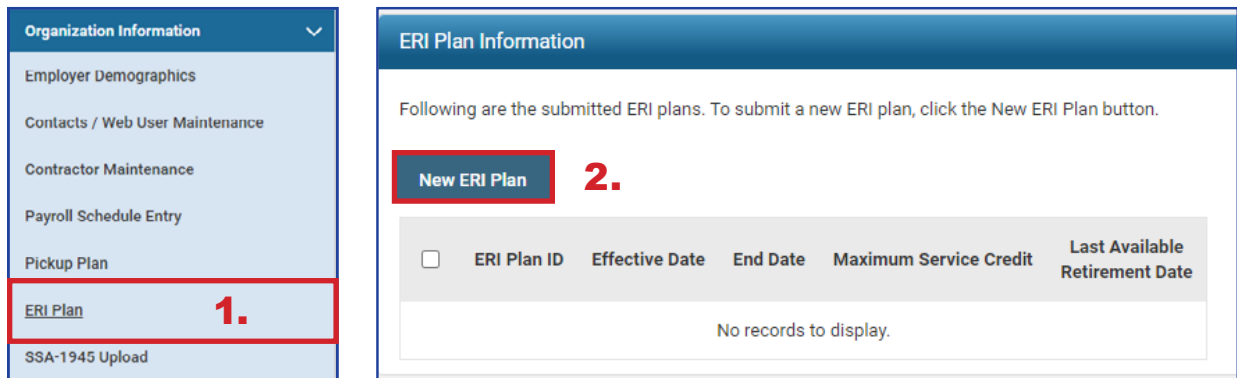 Organization Information
Employer Demographics
Contacts / Web User Maintenance
Contractor Maintenance
Payroll Schedule Entry
Pickup Plan
ERI Plan
1.
SSA-1945 Upload
ERI Plan Information
Following are the submitted ERI plans. To submit a new ERI plan, click the New ERI Plan button.
New ERI Plan
2.
ERI Plan ID Effective Date End Date Maximum Service Credit Last Available
Retirement Date
No records to display.